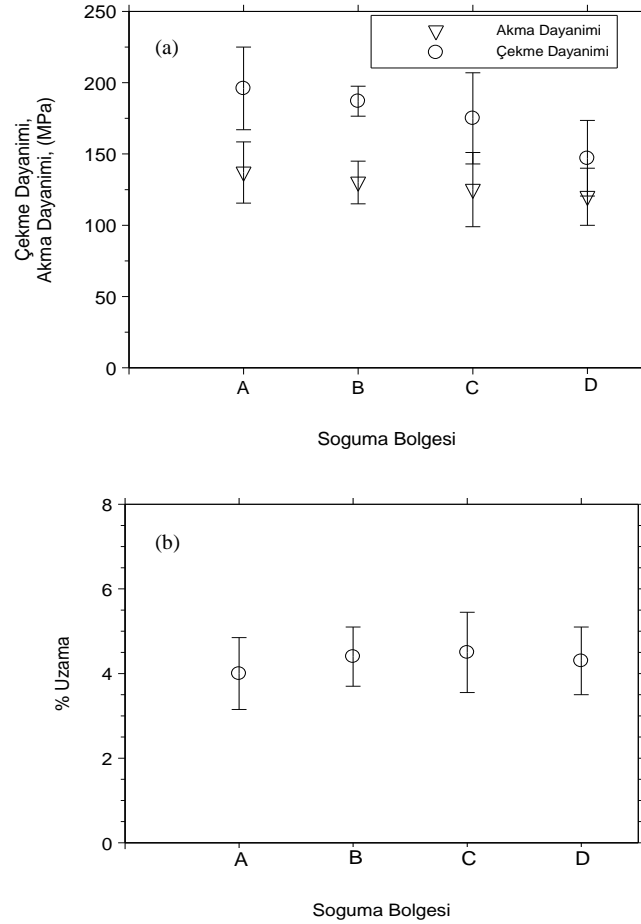 250
(a)
Akma Dayanimi
Çekme Dayanimi
200
150
100
50
0
Çekme Dayanimi,
Akma Dayanimi, (MPa)
A B C D
Soguma Bolgesi
8
(b)
6
4
2
0
% Uzama
A B C D
Soguma Bolgesi